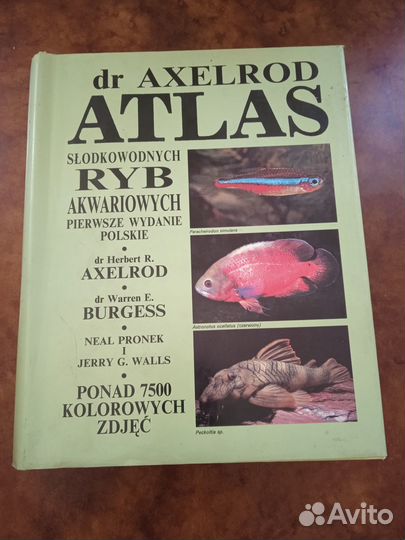 dr AXELROD
ATLAS
SŁODKOWODNYCH
RYB
AKWARIOWYCH
PIERWSZE WYDANIE
POLSKIE
•
dr Herbert R.
AXELROD
•
dr Warren E.
BURGESS
•
NEAL PRONEK
I
JERRY G. WALLS
•
PONAD 7500
KOLOROWYCH
ZDJĘĆ
Paracheirodon simulans
Astronotus ocellatus (czerwony)
Peckoltia sp.
Avito